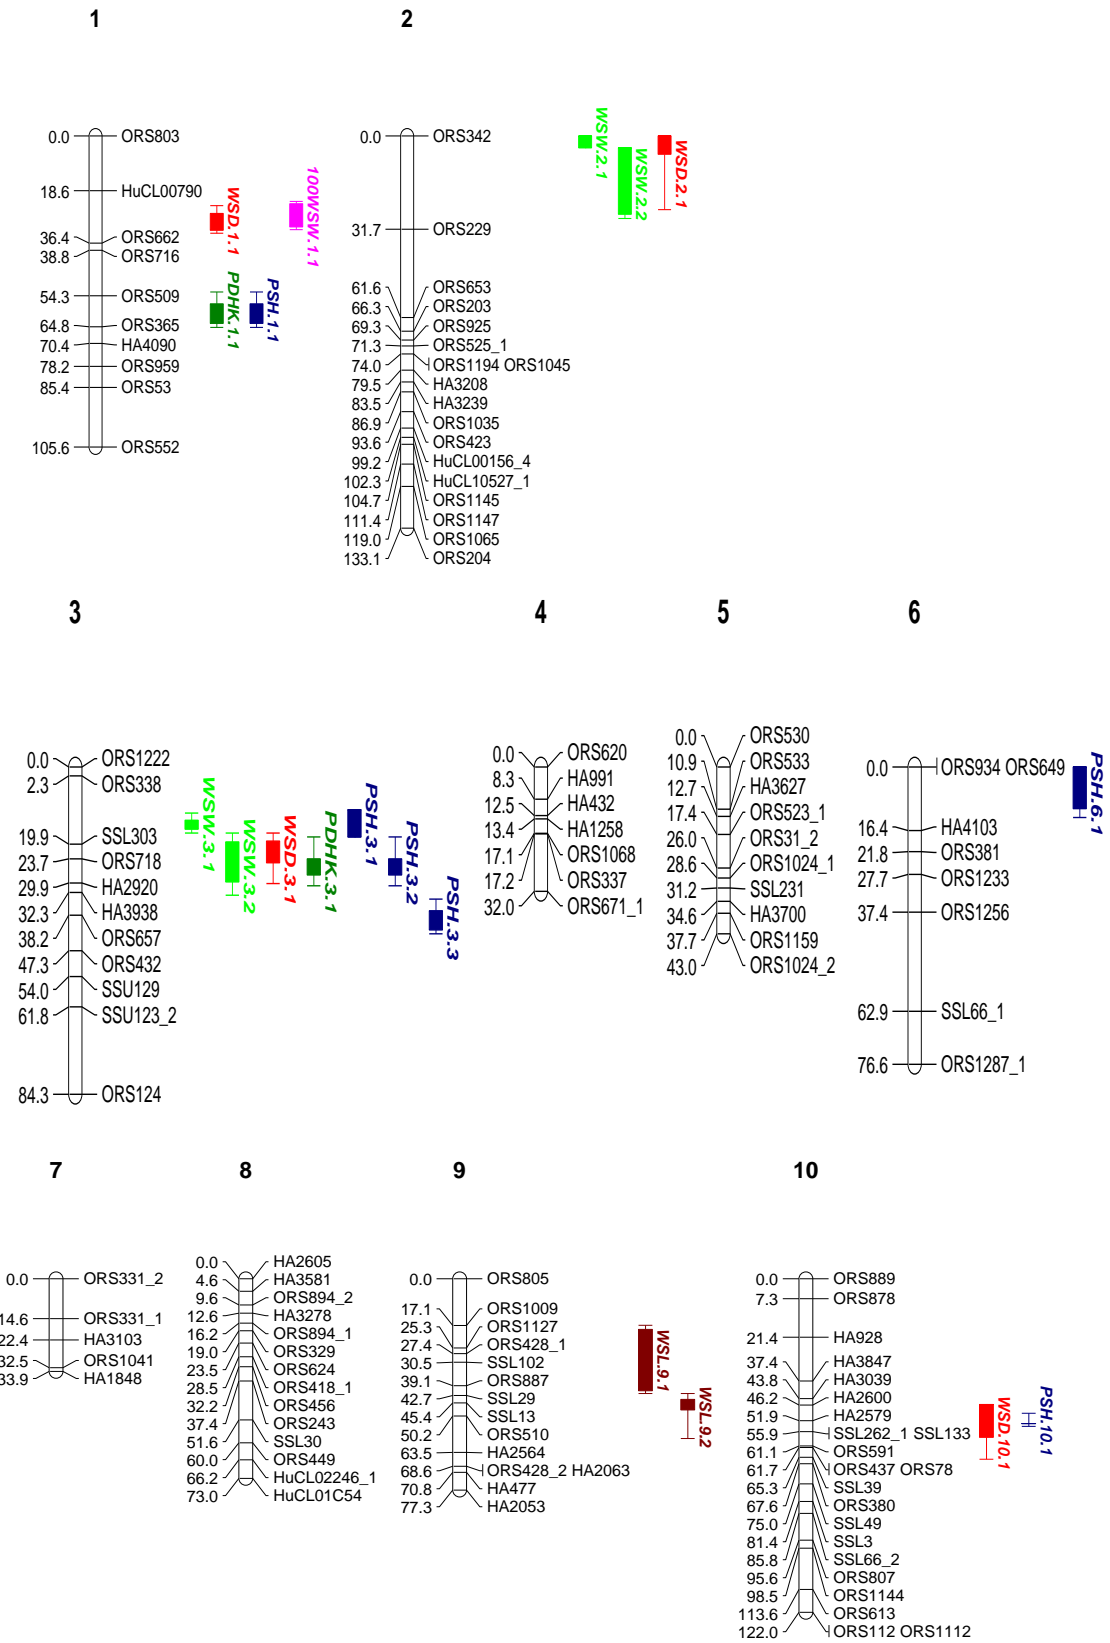 1
2
0.0 ORS803
18.6 HuCL00790
36.4 ORS662
38.8 ORS716
54.3 ORS509
64.8 ORS365
70.4 HA4090
78.2 ORS959
85.4 ORS53
105.6 ORS552
WSD.1.1
100WSW.1.1
PDHK.1.1
PSH.1.1
0.0 ORS342
31.7 ORS229
61.6 ORS653
66.3 ORS203
69.3 ORS925
71.3 ORS525_1
74.0 ORS1194 ORS1045
79.5 HA3208
83.5 HA3239
86.9 ORS1035
93.6 ORS423
99.2 HuCL00156_4
102.3 HuCL10527_1
104.7 ORS1145
111.4 ORS1147
119.0 ORS1065
133.1 ORS204
WSW.2.1
WSW.2.2
WSD.2.1
3
4
5
6
0.0 ORS1222
2.3 ORS338
19.9 SSL303
23.7 ORS718
29.9 HA2920
32.3 HA3938
38.2 ORS657
47.3 ORS432
54.0 SSU129
61.8 SSU123_2
84.3 ORS124
WSW.3.1
WSW.3.2
WSD.3.1
PDHK.3.1
PSH.3.1
PSH.3.2
PSH.3.3
0.0 ORS620
8.3 HA991
12.5 HA432
13.4 HA1258
17.1 ORS1068
17.2 ORS337
32.0 ORS671_1
0.0 ORS530
10.9 ORS533
12.7 HA3627
17.4 ORS523_1
26.0 ORS31_2
28.6 ORS1024_1
31.2 SSL231
34.6 HA3700
37.7 ORS1159
43.0 ORS1024_2
0.0 ORS934 ORS649
16.4 HA4103
21.8 ORS381
27.7 ORS1233
37.4 ORS1256
62.9 SSL66_1
76.6 ORS1287_1
PSH.6.1
7
8
9
10
0.0 ORS331_2
14.6 ORS331_1
22.4 HA3103
32.5 ORS1041
33.9 HA1848
0.0 HA2605
4.6 HA3581
9.6 ORS894_2
12.6 HA3278
16.2 ORS894_1
19.0 ORS329
23.5 ORS624
28.5 ORS418_1
32.2 ORS456
37.4 ORS243
51.6 SSL30
60.0 ORS449
66.2 HuCL02246_1
73.0 HuCL01C54
0.0 ORS805
17.1 ORS1009
25.3 ORS1127
27.4 ORS428_1
30.5 SSL102
39.1 ORS887
42.7 SSL29
45.4 SSL13
50.2 ORS510
63.5 HA2564
68.6 ORS428_2 HA2063
70.8 HA477
77.3 HA2053
WSL.9.1
WSL.9.2
0.0 ORS889
7.3 ORS878
21.4 HA928
37.4 HA3847
43.8 HA3039
46.2 HA2600
51.9 HA2579
55.9 SSL262_1 SSL133
61.1 ORS591
61.7 ORS437 ORS78
65.3 SSL39
67.6 ORS380
75.0 SSL49
81.4 SSL3
85.8 SSL66_2
95.6 ORS807
98.5 ORS1144
113.6 ORS613
122.0 ORS112 ORS1112
WSD.10.1
PSH.10.1